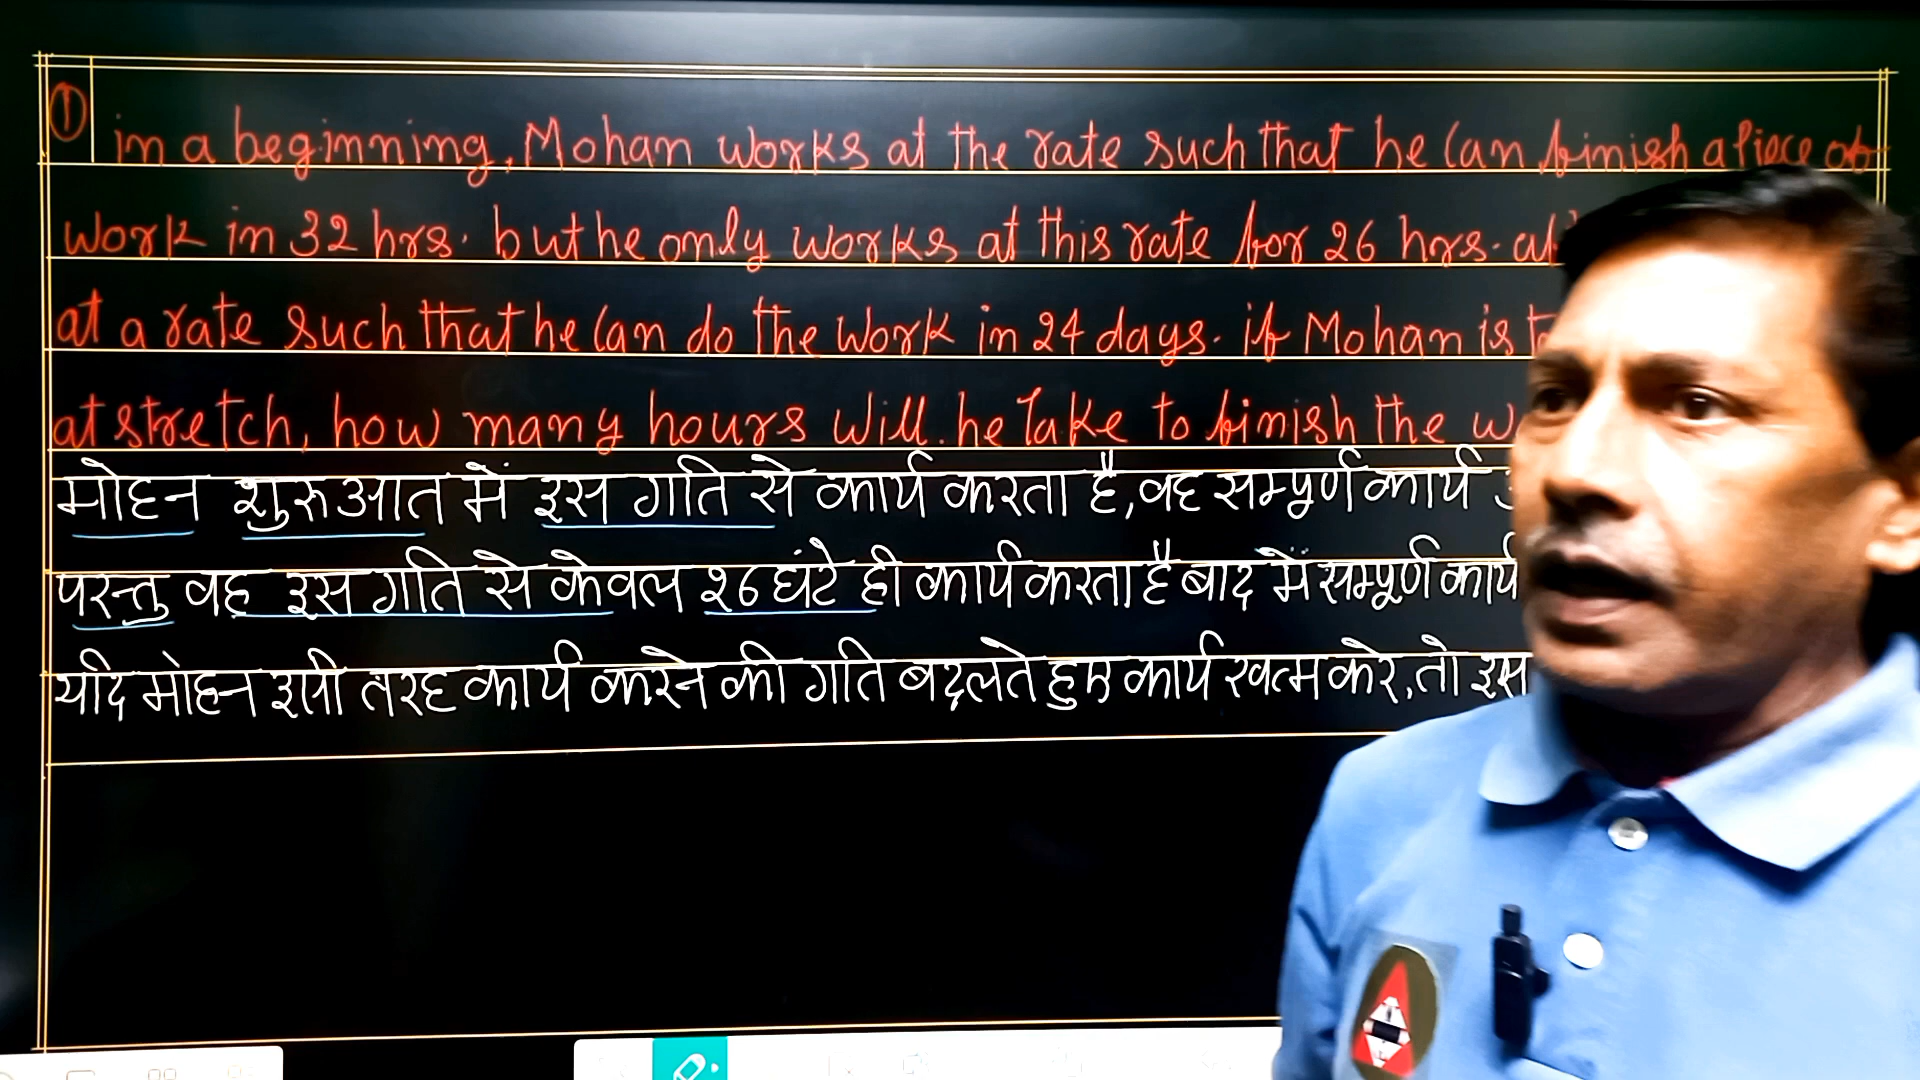 ① in a beginning, Mohan works at the rate such that he can finish a piece of
work in 32 hrs. but he only works at this rate for 26 hrs.
at a rate such that he can do the work in 24 days. if Mohan is
at stretch, how many hours will he take to finish the
मोहन शुरुआत में इस गति से कार्य करता है, वह सम्पूर्ण कार्य
परन्तु वह इस गति से केवल 26 घंटे ही कार्य करता है बाद में सम्पूर्ण कार्य
यदि मोहन इसी तरह कार्य करने की गति बदलते हुए कार्य खत्म करे, तो इस